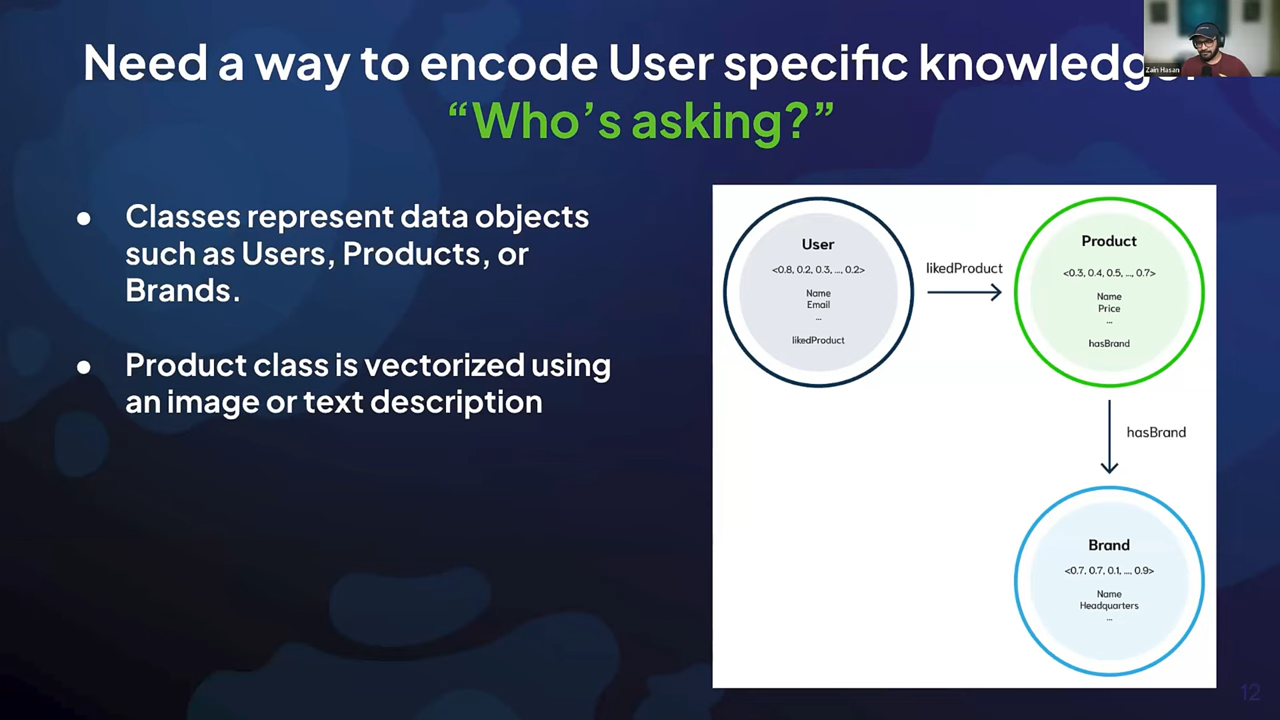 Need a way to encode User specific knowledg
“Who’s asking?”
Zain Hasan
● Classes represent data objects
such as Users, Products, or
Brands.
● Product class is vectorized using
an image or text description
User
<0.8, 0.2, 0.3, ..., 0.2>
Name
Email
...
likedProduct
likedProduct
Product
<0.3, 0.4, 0.5, ..., 0.7>
Name
Price
...
hasBrand
hasBrand
Brand
<0.7, 0.7, 0.1, ..., 0.9>
Name
Headquarters
...
12